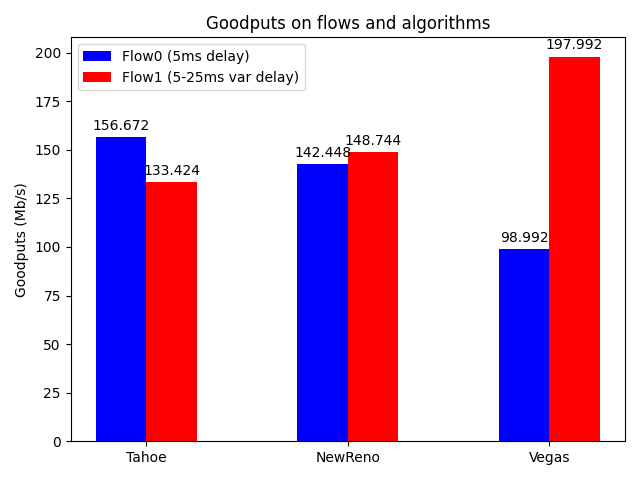 Goodputs on flows and algorithms
Flow0 (5ms delay)
Flow1 (5-25ms var delay)
Goodputs (Mb/s)
200
175
150
125
100
75
50
25
0
156.672
133.424
142.448
148.744
98.992
197.992
Tahoe
NewReno
Vegas